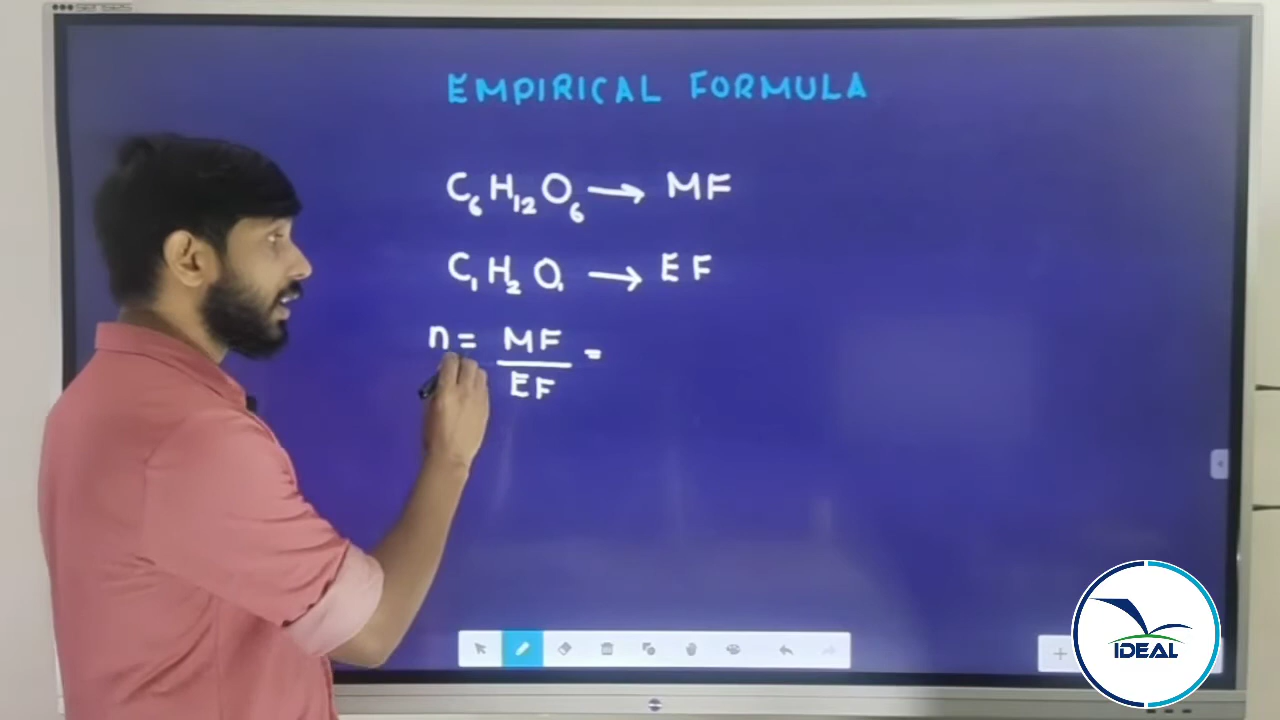 EMPIRICAL FORMULA
C₆H₁₂O₆ → MF
C₁H₂O₁ → EF
n = MF/EF =
IDEAL